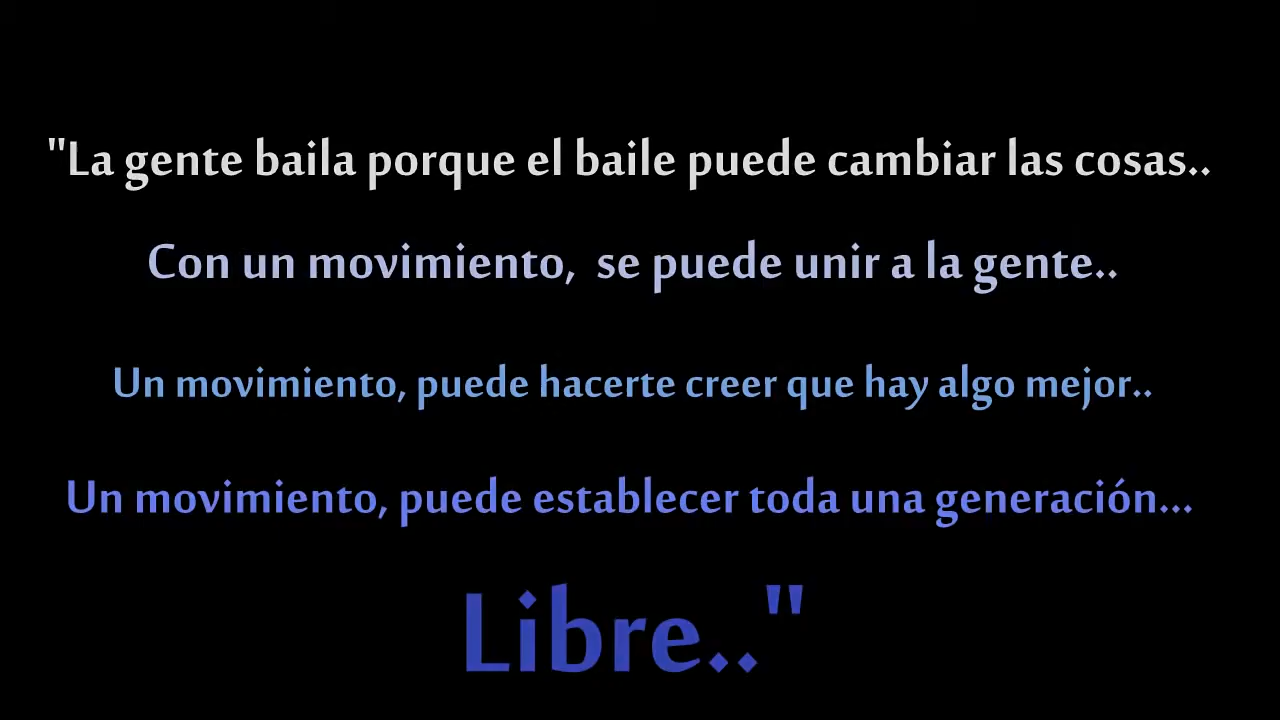 "La gente baila porque el baile puede cambiar las cosas..
Con un movimiento,  se puede unir a la gente..
Un movimiento, puede hacerte creer que hay algo mejor..
Un movimiento, puede establecer toda una generación...
Libre.."